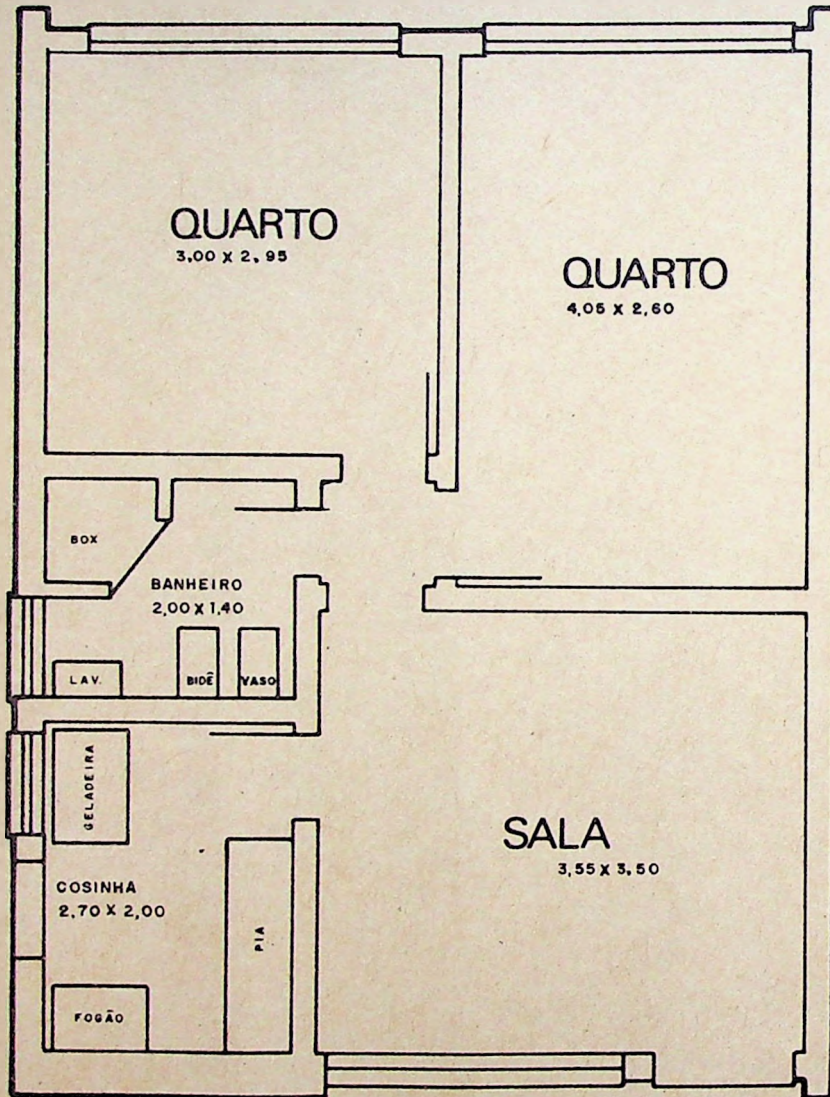 QUARTO
3,00 X 2,95
QUARTO
4,05 X 2,60
BOX
BANHEIRO
2,00 X 1,40
LAV.
BIDÊ
VASO
GELADEIRA
COSINHA
2,70 X 2,00
PIA
FOGÃO
SALA
3,55 X 3,50